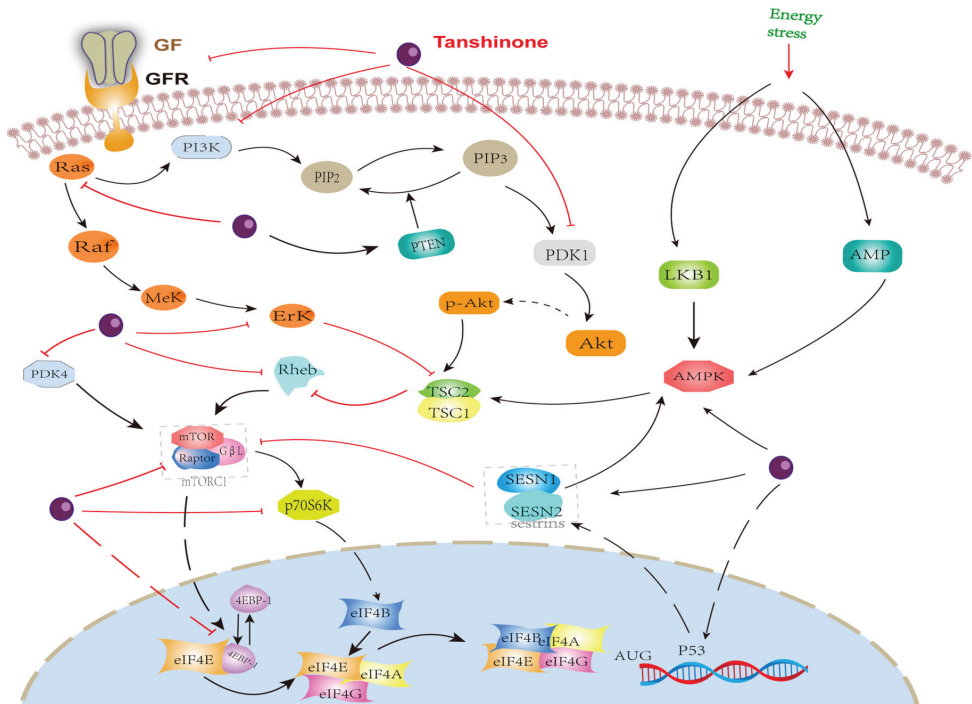 GF
Tanshinone
Energy
stress
GFR
PI3K
Ras
PIP2
PIP3
Raf
PTEN
PDK1
LKB1
AMP
MeK
ErK
p-Akt
Akt
PDK4
Rheb
TSC2
TSC1
AMPK
mTOR
GβL
Raptor
mTORC1
SESN1
SESN2
sestrins
p70S6K
4EBP-1
eIF4B
eIF4E
4EBP-1
eIF4E
eIF4A
eIF4G
eIF4B
eIF4A
eIF4E
eIF4G
AUG
P53